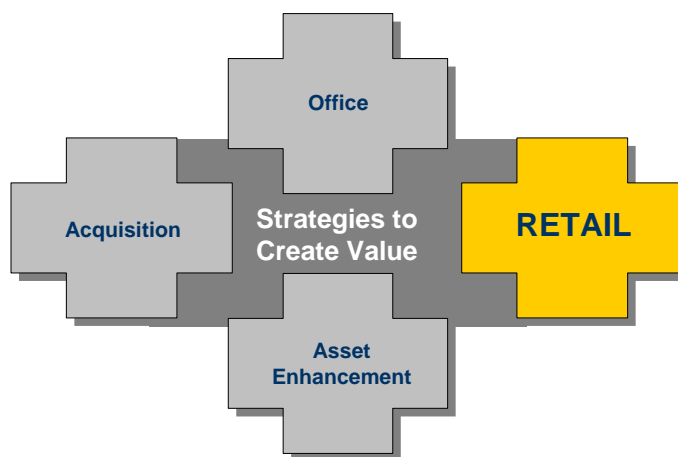 Office
Acquisition
Strategies to
Create Value
RETAIL
Asset
Enhancement